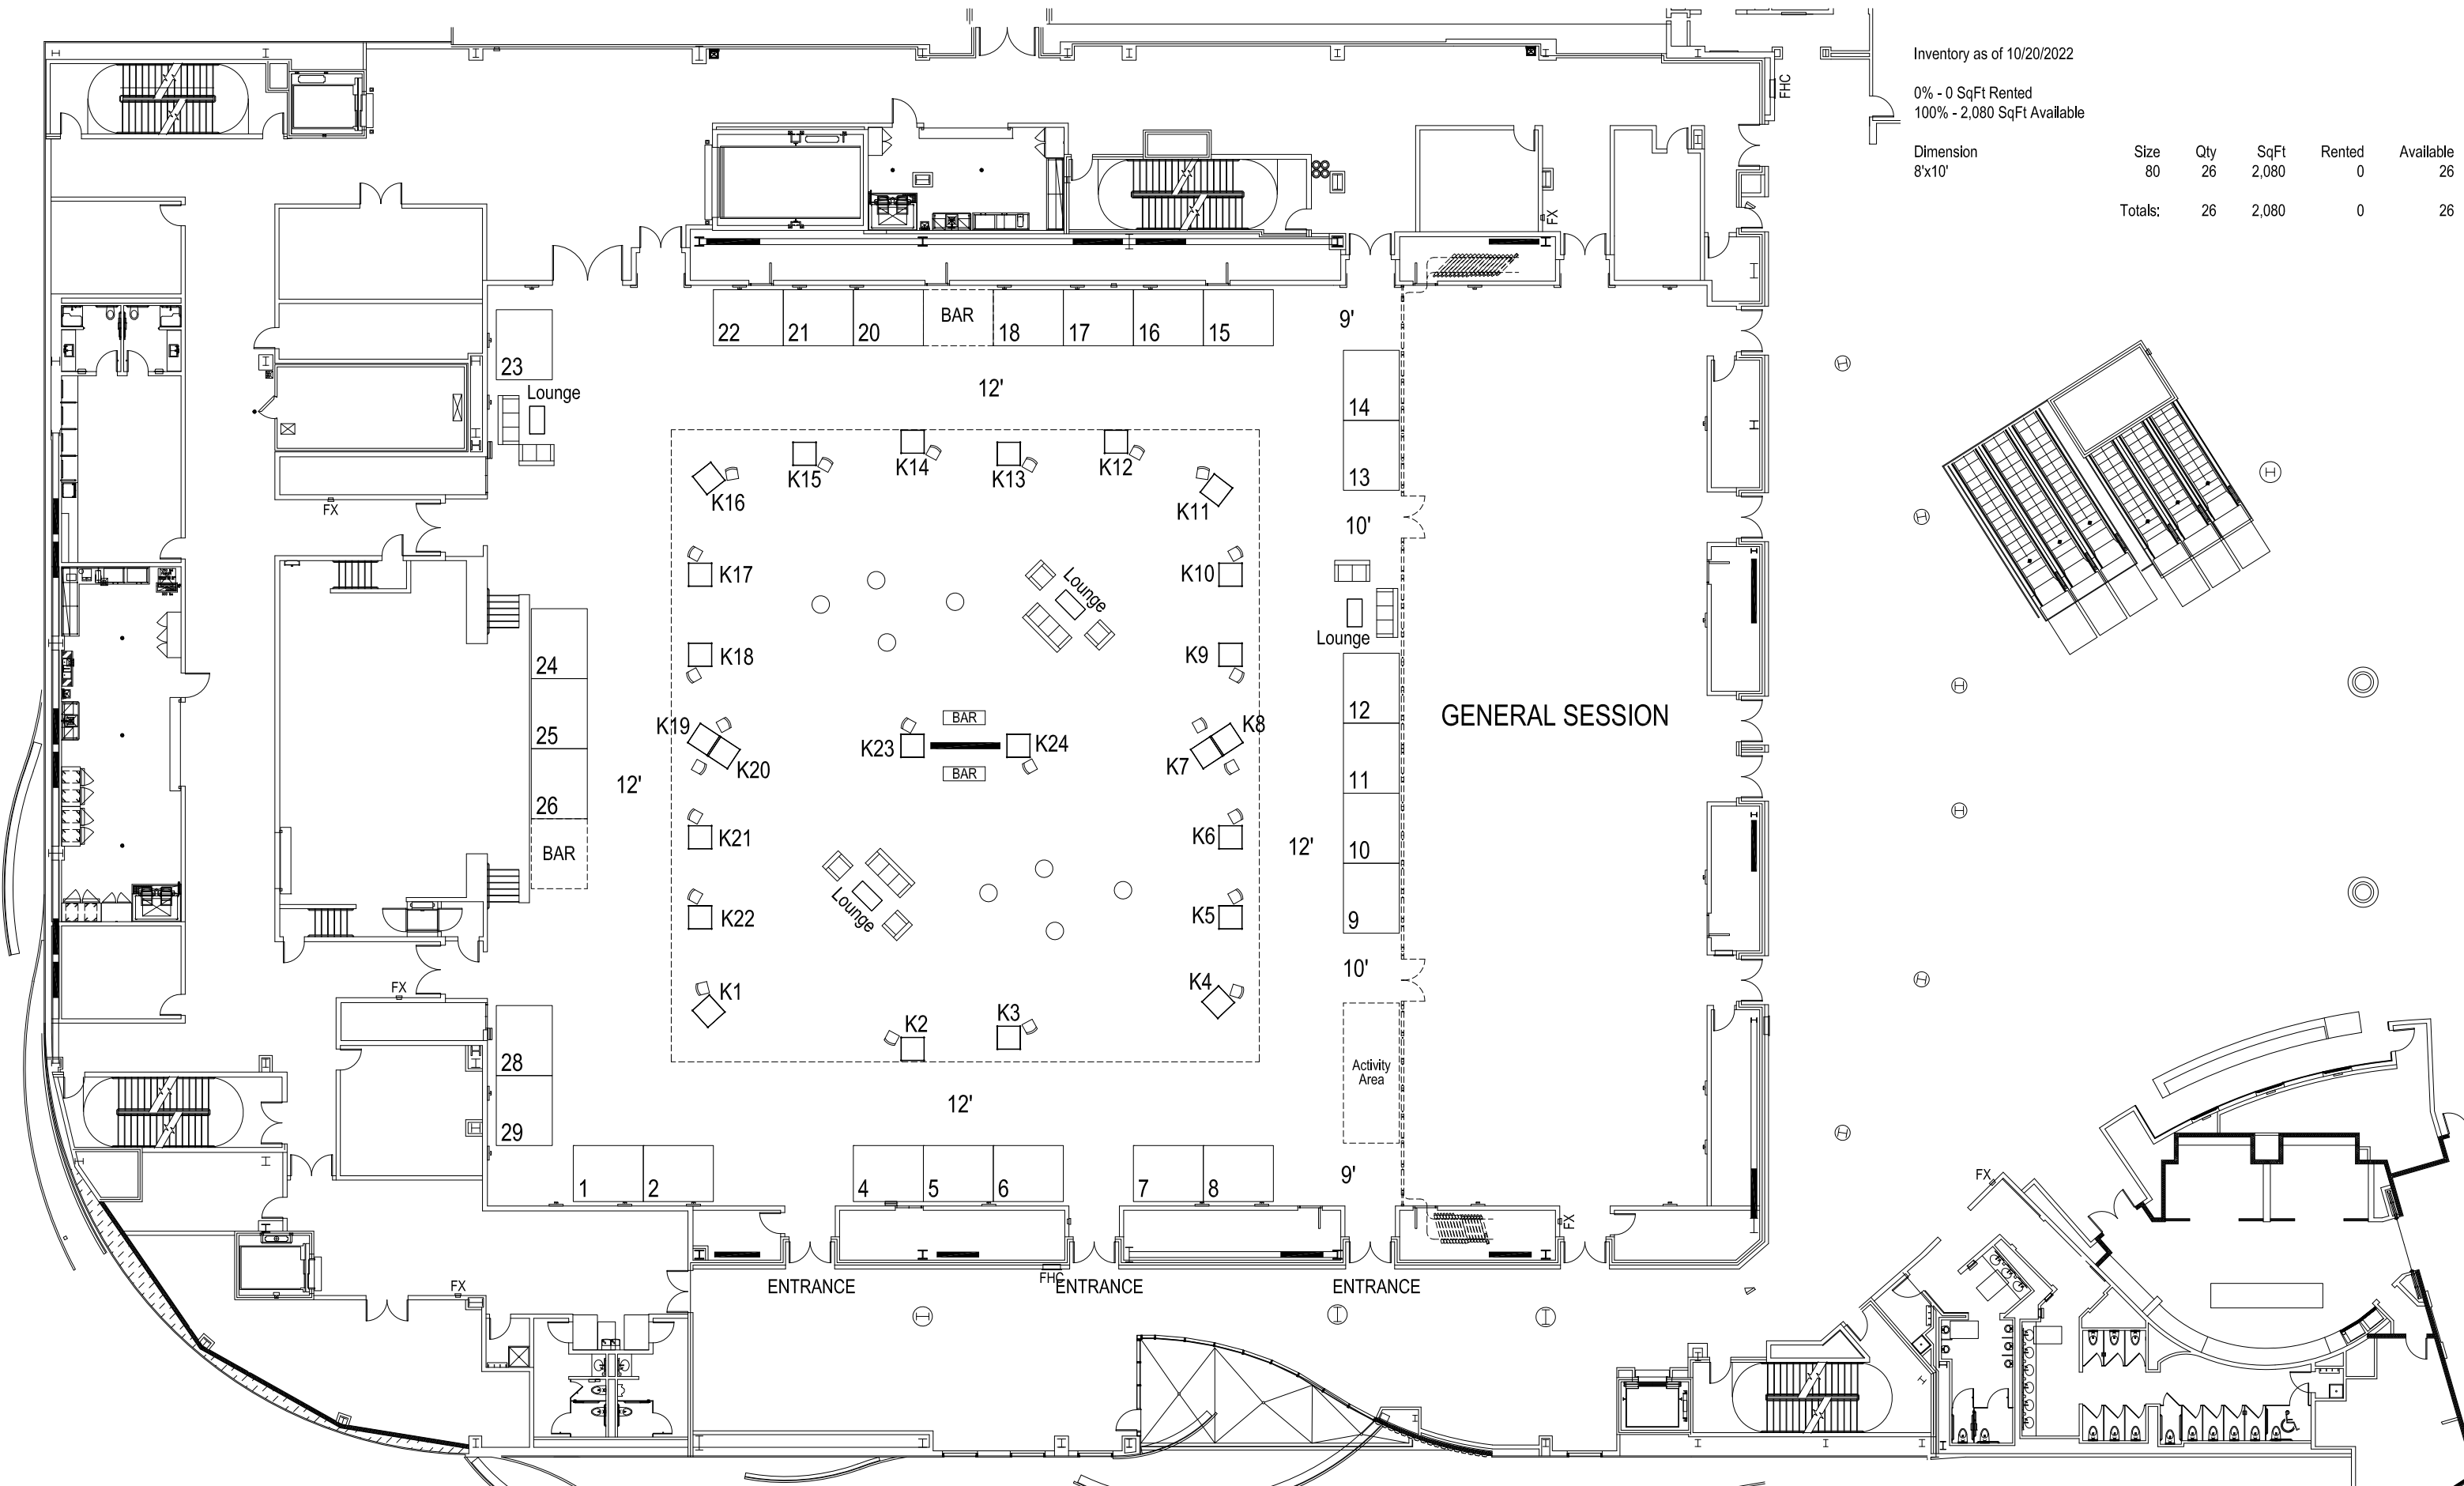 Inventory as of 10/20/2022
0% - 0 SqFt Rented
100% - 2,080 SqFt Available
Dimension Size Qty SqFt Rented Available
8'x10' 80 26 2,080 0 26
Totals: 26 2,080 0 26
FHC
FX
22 21 20 BAR 18 17 16 15
9'
23
Lounge
12'
14
13
K16 K15 K14 K13 K12 K11
FX
10'
K17 K10
Lounge
Lounge
K18 K9
24
25
26
BAR
12'
K19
K20
K23 BAR K24
BAR
K8
K7
12
11
10
9
GENERAL SESSION
K21 K6
12'
K22 K5
Lounge
10'
FX
K1 K2 K3 K4
28
29
Activity
Area
12'
1 2 4 5 6 7 8
9'
FX
FX
FX
FHC
ENTRANCE ENTRANCE ENTRANCE